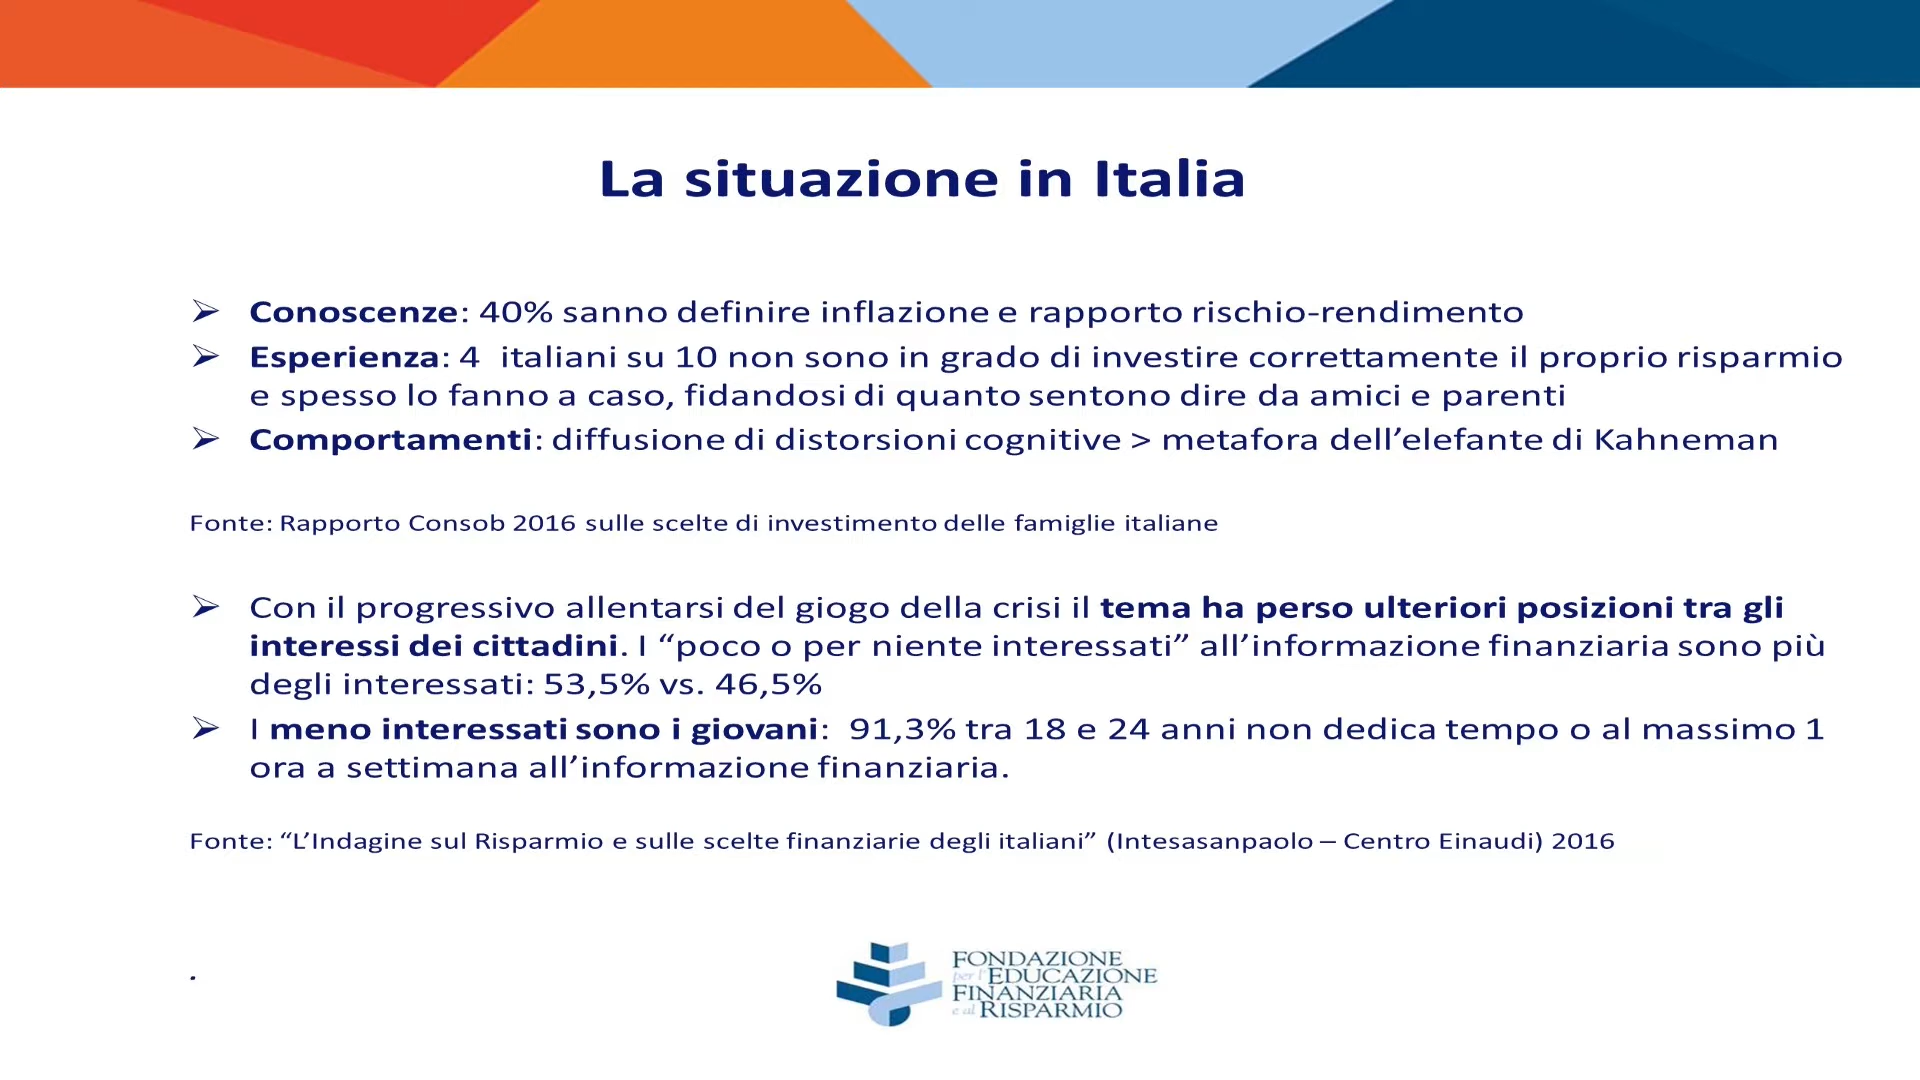 La situazione in Italia
➢ Conoscenze: 40% sanno definire inflazione e rapporto rischio-rendimento
➢ Esperienza: 4  italiani su 10 non sono in grado di investire correttamente il proprio risparmio
e spesso lo fanno a caso, fidandosi di quanto sentono dire da amici e parenti
➢ Comportamenti: diffusione di distorsioni cognitive > metafora dell’elefante di Kahneman
Fonte: Rapporto Consob 2016 sulle scelte di investimento delle famiglie italiane
➢ Con il progressivo allentarsi del giogo della crisi il tema ha perso ulteriori posizioni tra gli
interessi dei cittadini. I “poco o per niente interessati” all’informazione finanziaria sono più
degli interessati: 53,5% vs. 46,5%
➢ I meno interessati sono i giovani:  91,3% tra 18 e 24 anni non dedica tempo o al massimo 1
ora a settimana all’informazione finanziaria.
Fonte: “L’Indagine sul Risparmio e sulle scelte finanziarie degli italiani” (Intesasanpaolo – Centro Einaudi) 2016
.
FONDAZIONE
per l'EDUCAZIONE
FINANZIARIA
e al RISPARMIO